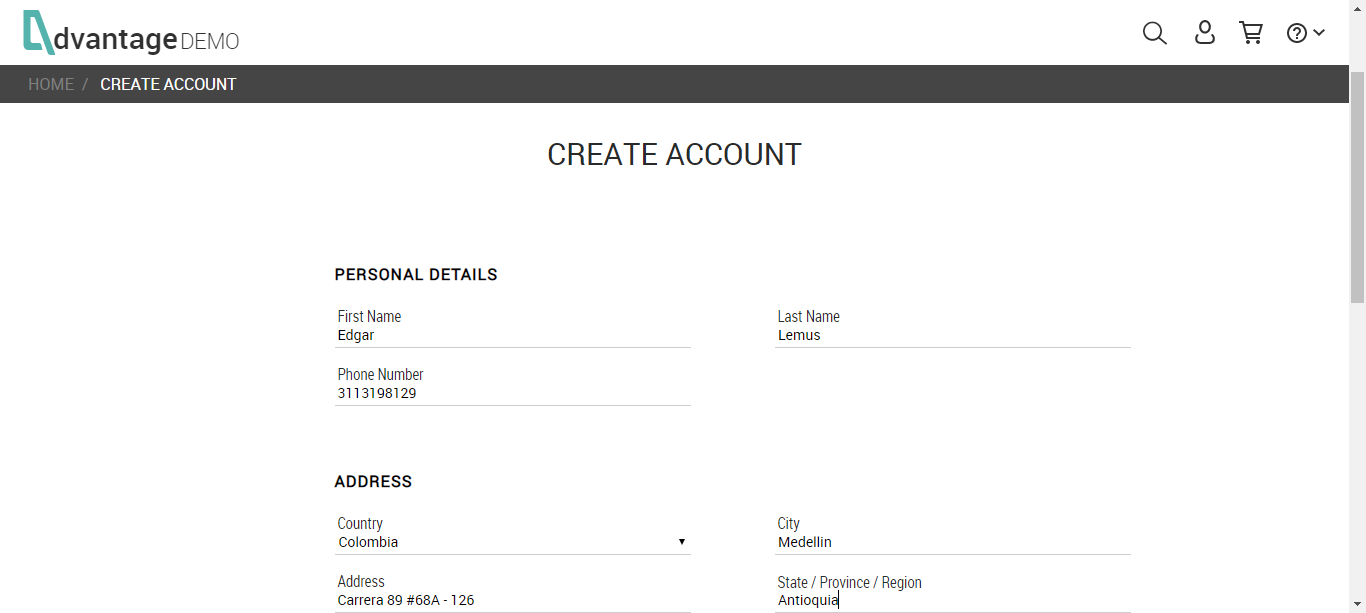 dvantage DEMO
HOME / CREATE ACCOUNT
CREATE ACCOUNT
PERSONAL DETAILS
First Name
Edgar
Last Name
Lemus
Phone Number
3113198129
ADDRESS
Country
Colombia
City
Medellin
Address
Carrera 89 #68A - 126
State / Province / Region
Antioquia